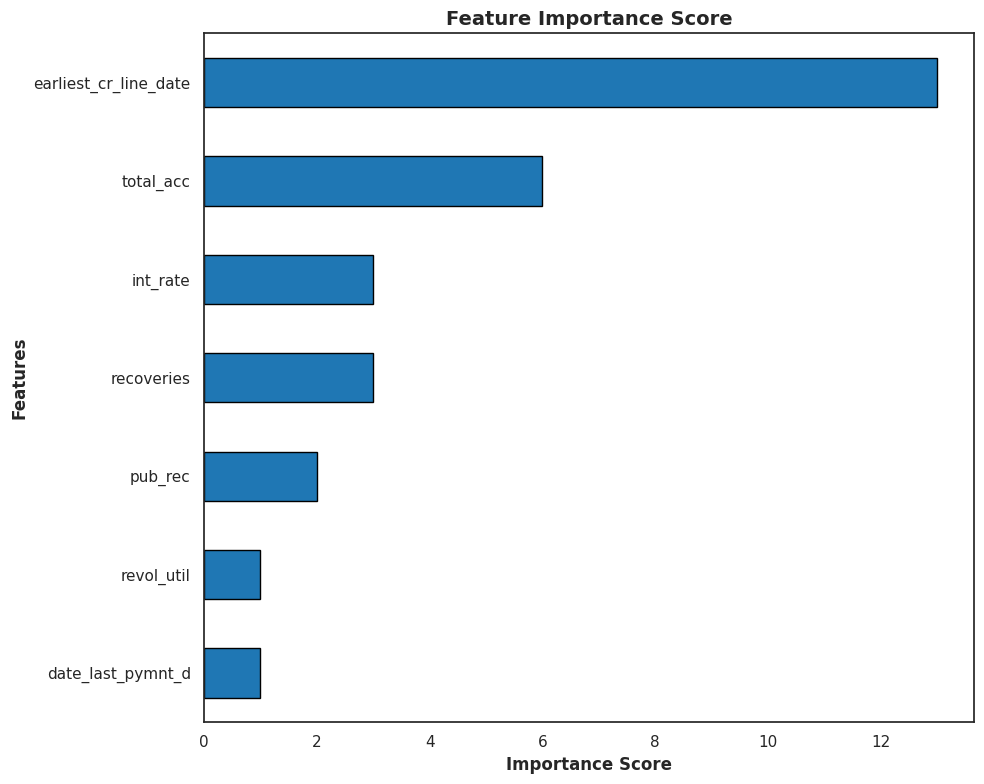 Feature Importance Score
earliest_cr_line_date
total_acc
int_rate
recoveries
pub_rec
revol_util
date_last_pymnt_d
Features
0 2 4 6 8 10 12
Importance Score